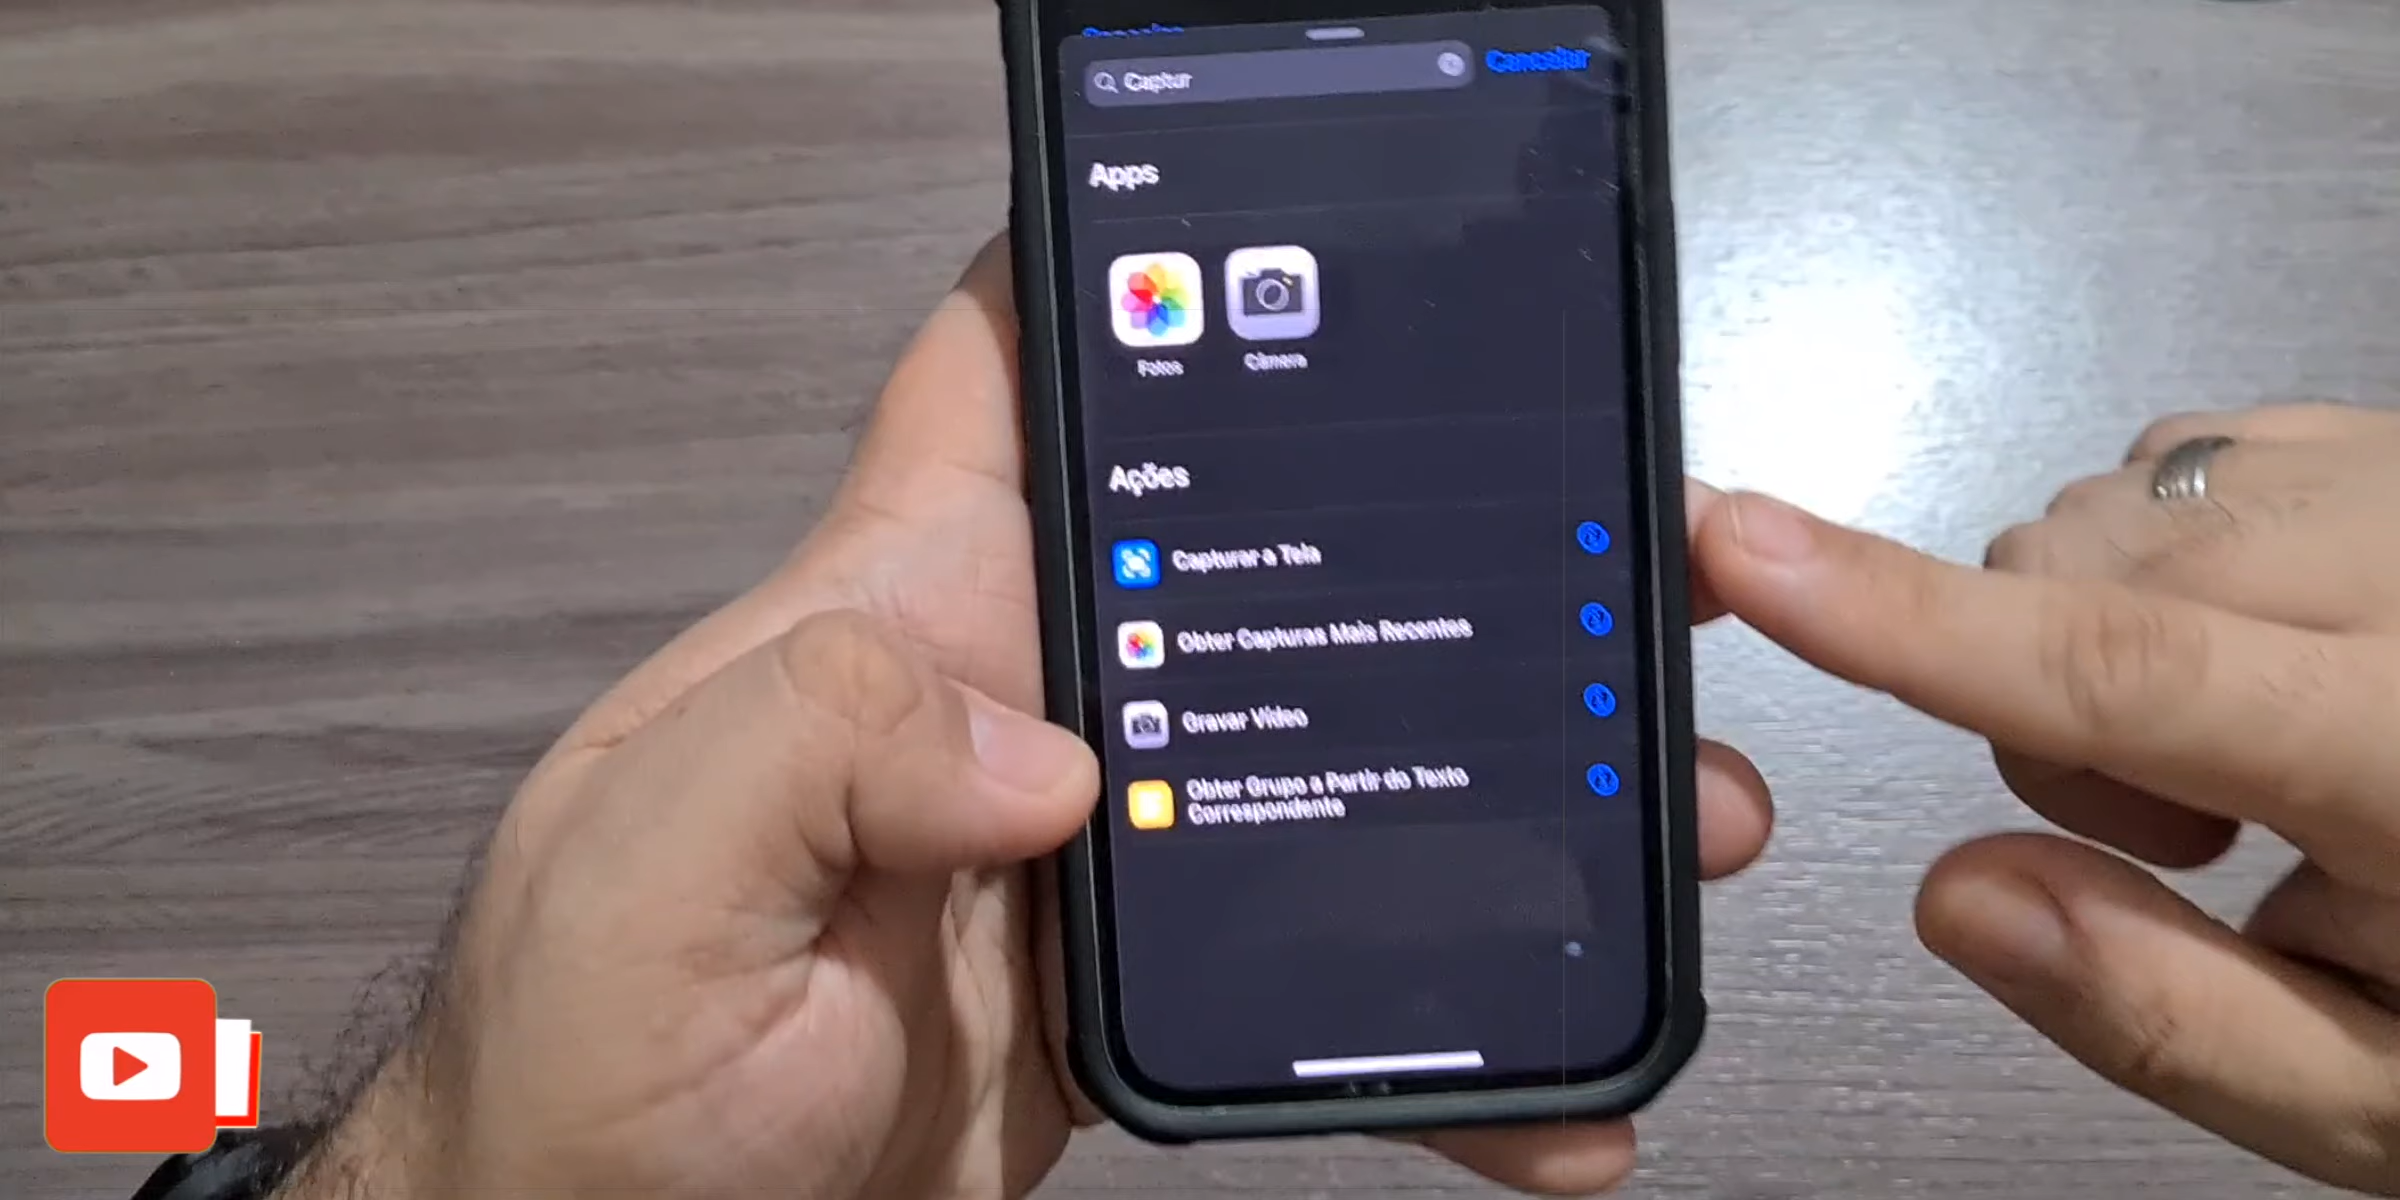 Captur
Cancelar
Apps
Fotos
Câmera
Ações
Capturar a Tela
Obter Capturas Mais Recentes
Gravar Vídeo
Obter Grupo a Partir do Texto
Correspondente